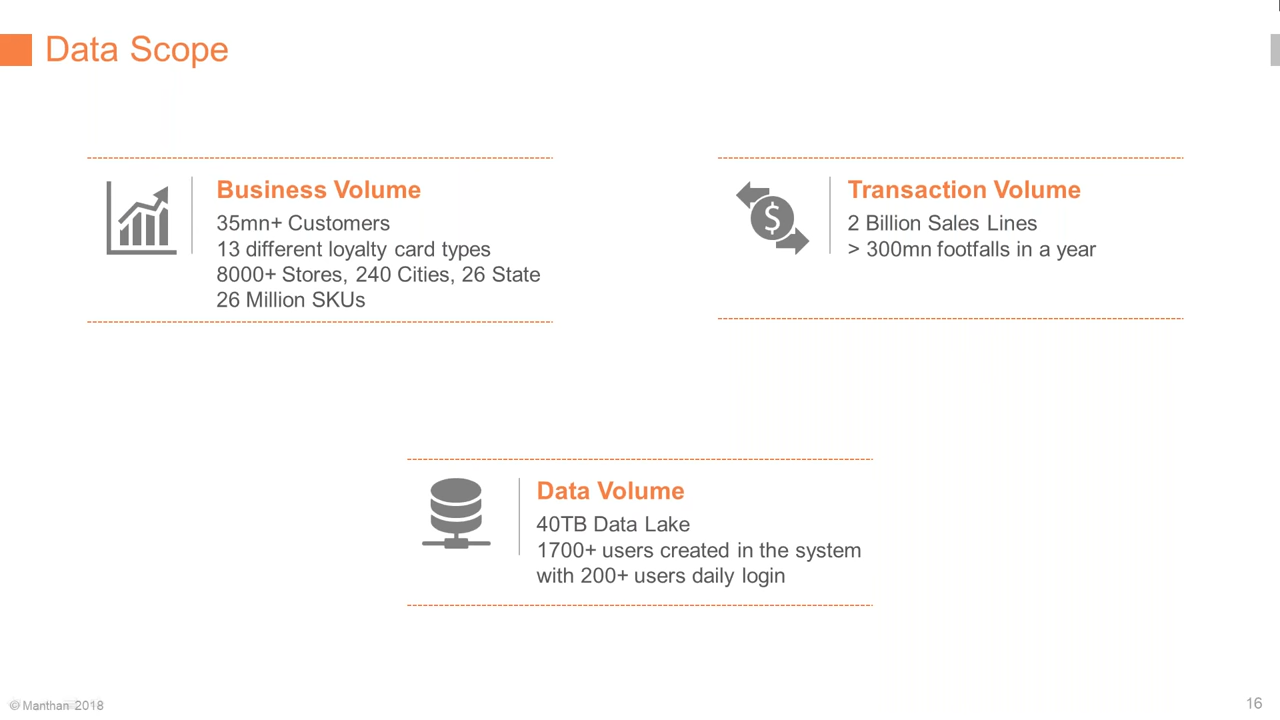 Data Scope
Business Volume
35mn+ Customers
13 different loyalty card types
8000+ Stores, 240 Cities, 26 State
26 Million SKUs
$
Transaction Volume
2 Billion Sales Lines
> 300mn footfalls in a year
Data Volume
40TB Data Lake
1700+ users created in the system
with 200+ users daily login
© Manthan 2018
16